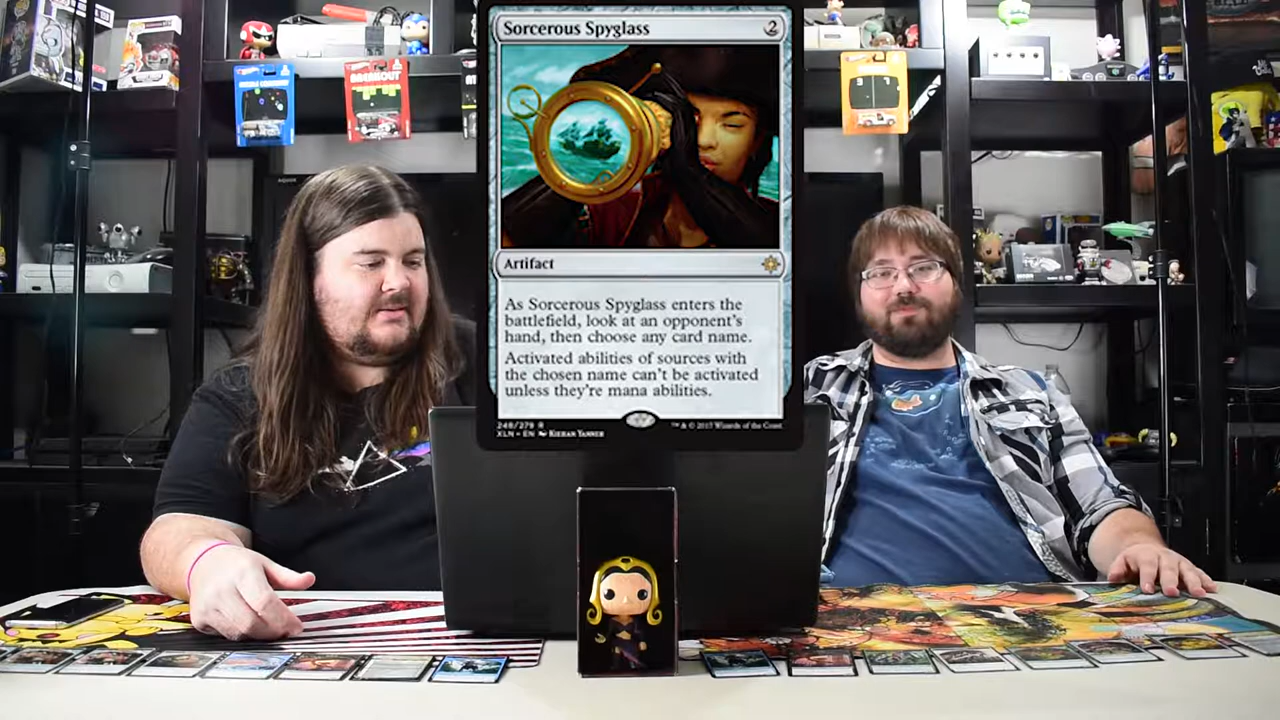 Sorcerous Spyglass 2
BREAKOUT
Artifact
As Sorcerous Spyglass enters the
battlefield, look at an opponent's
hand, then choose any card name.
Activated abilities of sources with
the chosen name can't be activated
unless they're mana abilities.
248/279 R
XLN • EN KIERAN YANNER
™ & © 2017 Wizards of the Coast